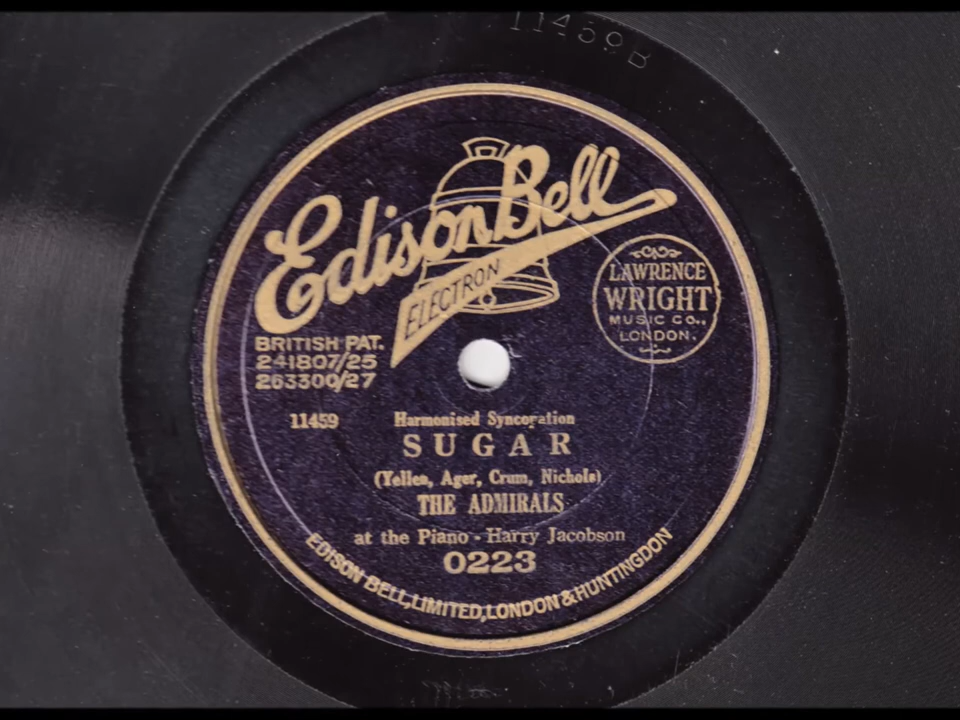 11459B
Edison Bell
ELECTRON
LAWRENCE
WRIGHT
MUSIC CO.,
LONDON.
BRITISH PAT.
241807/25
263300/27
11459
Harmonised Syncopation
SUGAR
(Yellen, Ager, Crum, Nichols)
THE ADMIRALS
at the Piano - Harry Jacobson
0223
EDISON BELL, LIMITED, LONDON & HUNTINGDON